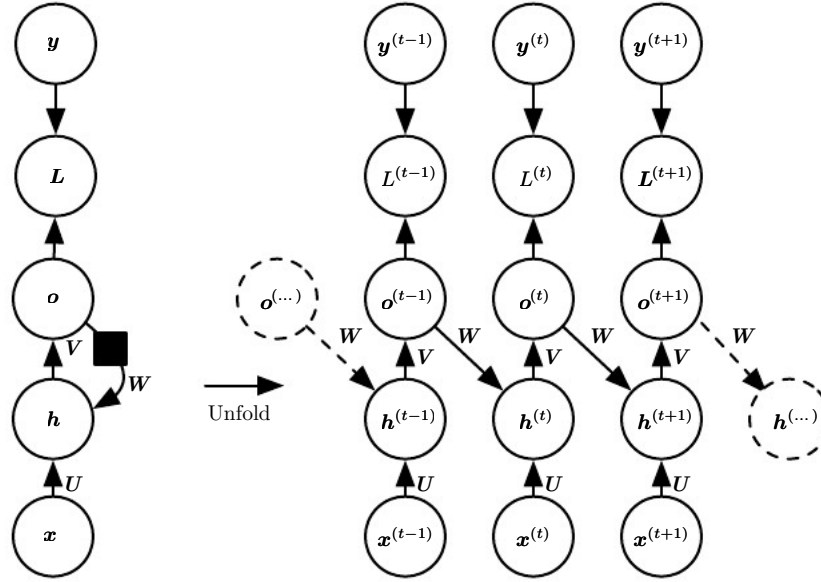 y y^(t−1) y^(t) y^(t+1)
L L^(t−1) L^(t) L^(t+1)
o o^(...) o^(t−1) o^(t) o^(t+1)
W W W W
V V V V
W
Unfold
h h^(t−1) h^(t) h^(t+1) h^(...)
U U U U
x x^(t−1) x^(t) x^(t+1)